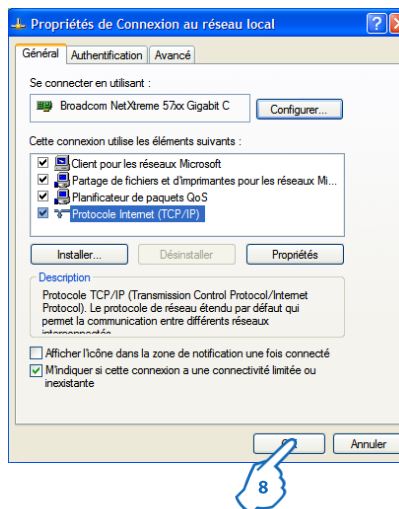 Propriétés de Connexion au réseau local
Général Authentification Avancé
Se connecter en utilisant :
Broadcom NetXtreme 57xx Gigabit C Configurer...
Cette connexion utilise les éléments suivants :
Client pour les réseaux Microsoft
Partage de fichiers et d'imprimantes pour les réseaux Mi...
Planificateur de paquets QoS
Protocole Internet (TCP/IP)
Installer... Désinstaller Propriétés
Description
Protocole TCP/IP (Transmission Control Protocol/Internet
Protocol). Le protocole de réseau étendu par défaut qui
permet la communication entre différents réseaux
Afficher l'icône dans la zone de notification une fois connecté
M'indiquer si cette connexion a une connectivité limitée ou
inexistante
Annuler
8